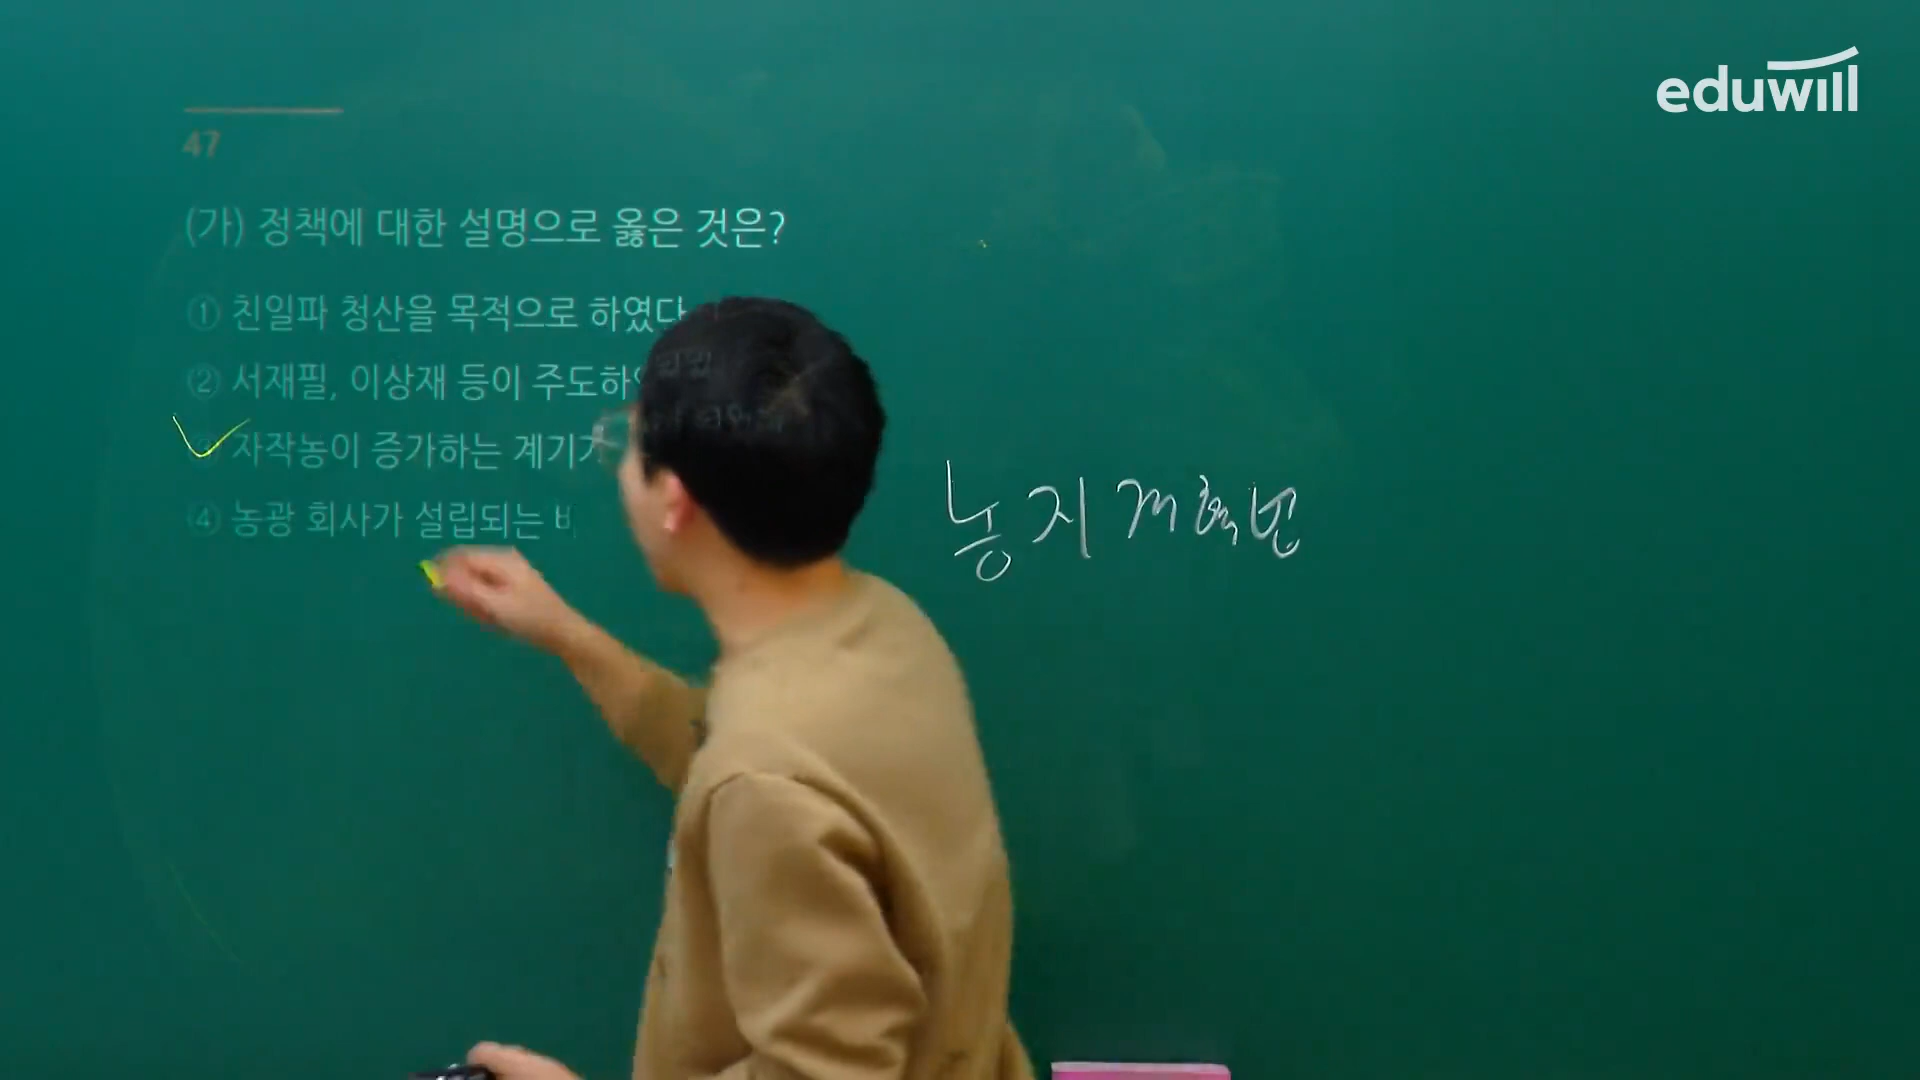 eduwill
47
(가) 정책에 대한 설명으로 옳은 것은?
① 친일파 청산을 목적으로 하였다
② 서재필, 이상재 등이 주도하
③ 자작농이 증가하는 계기가
④ 농광 회사가 설립되는
농지개혁법